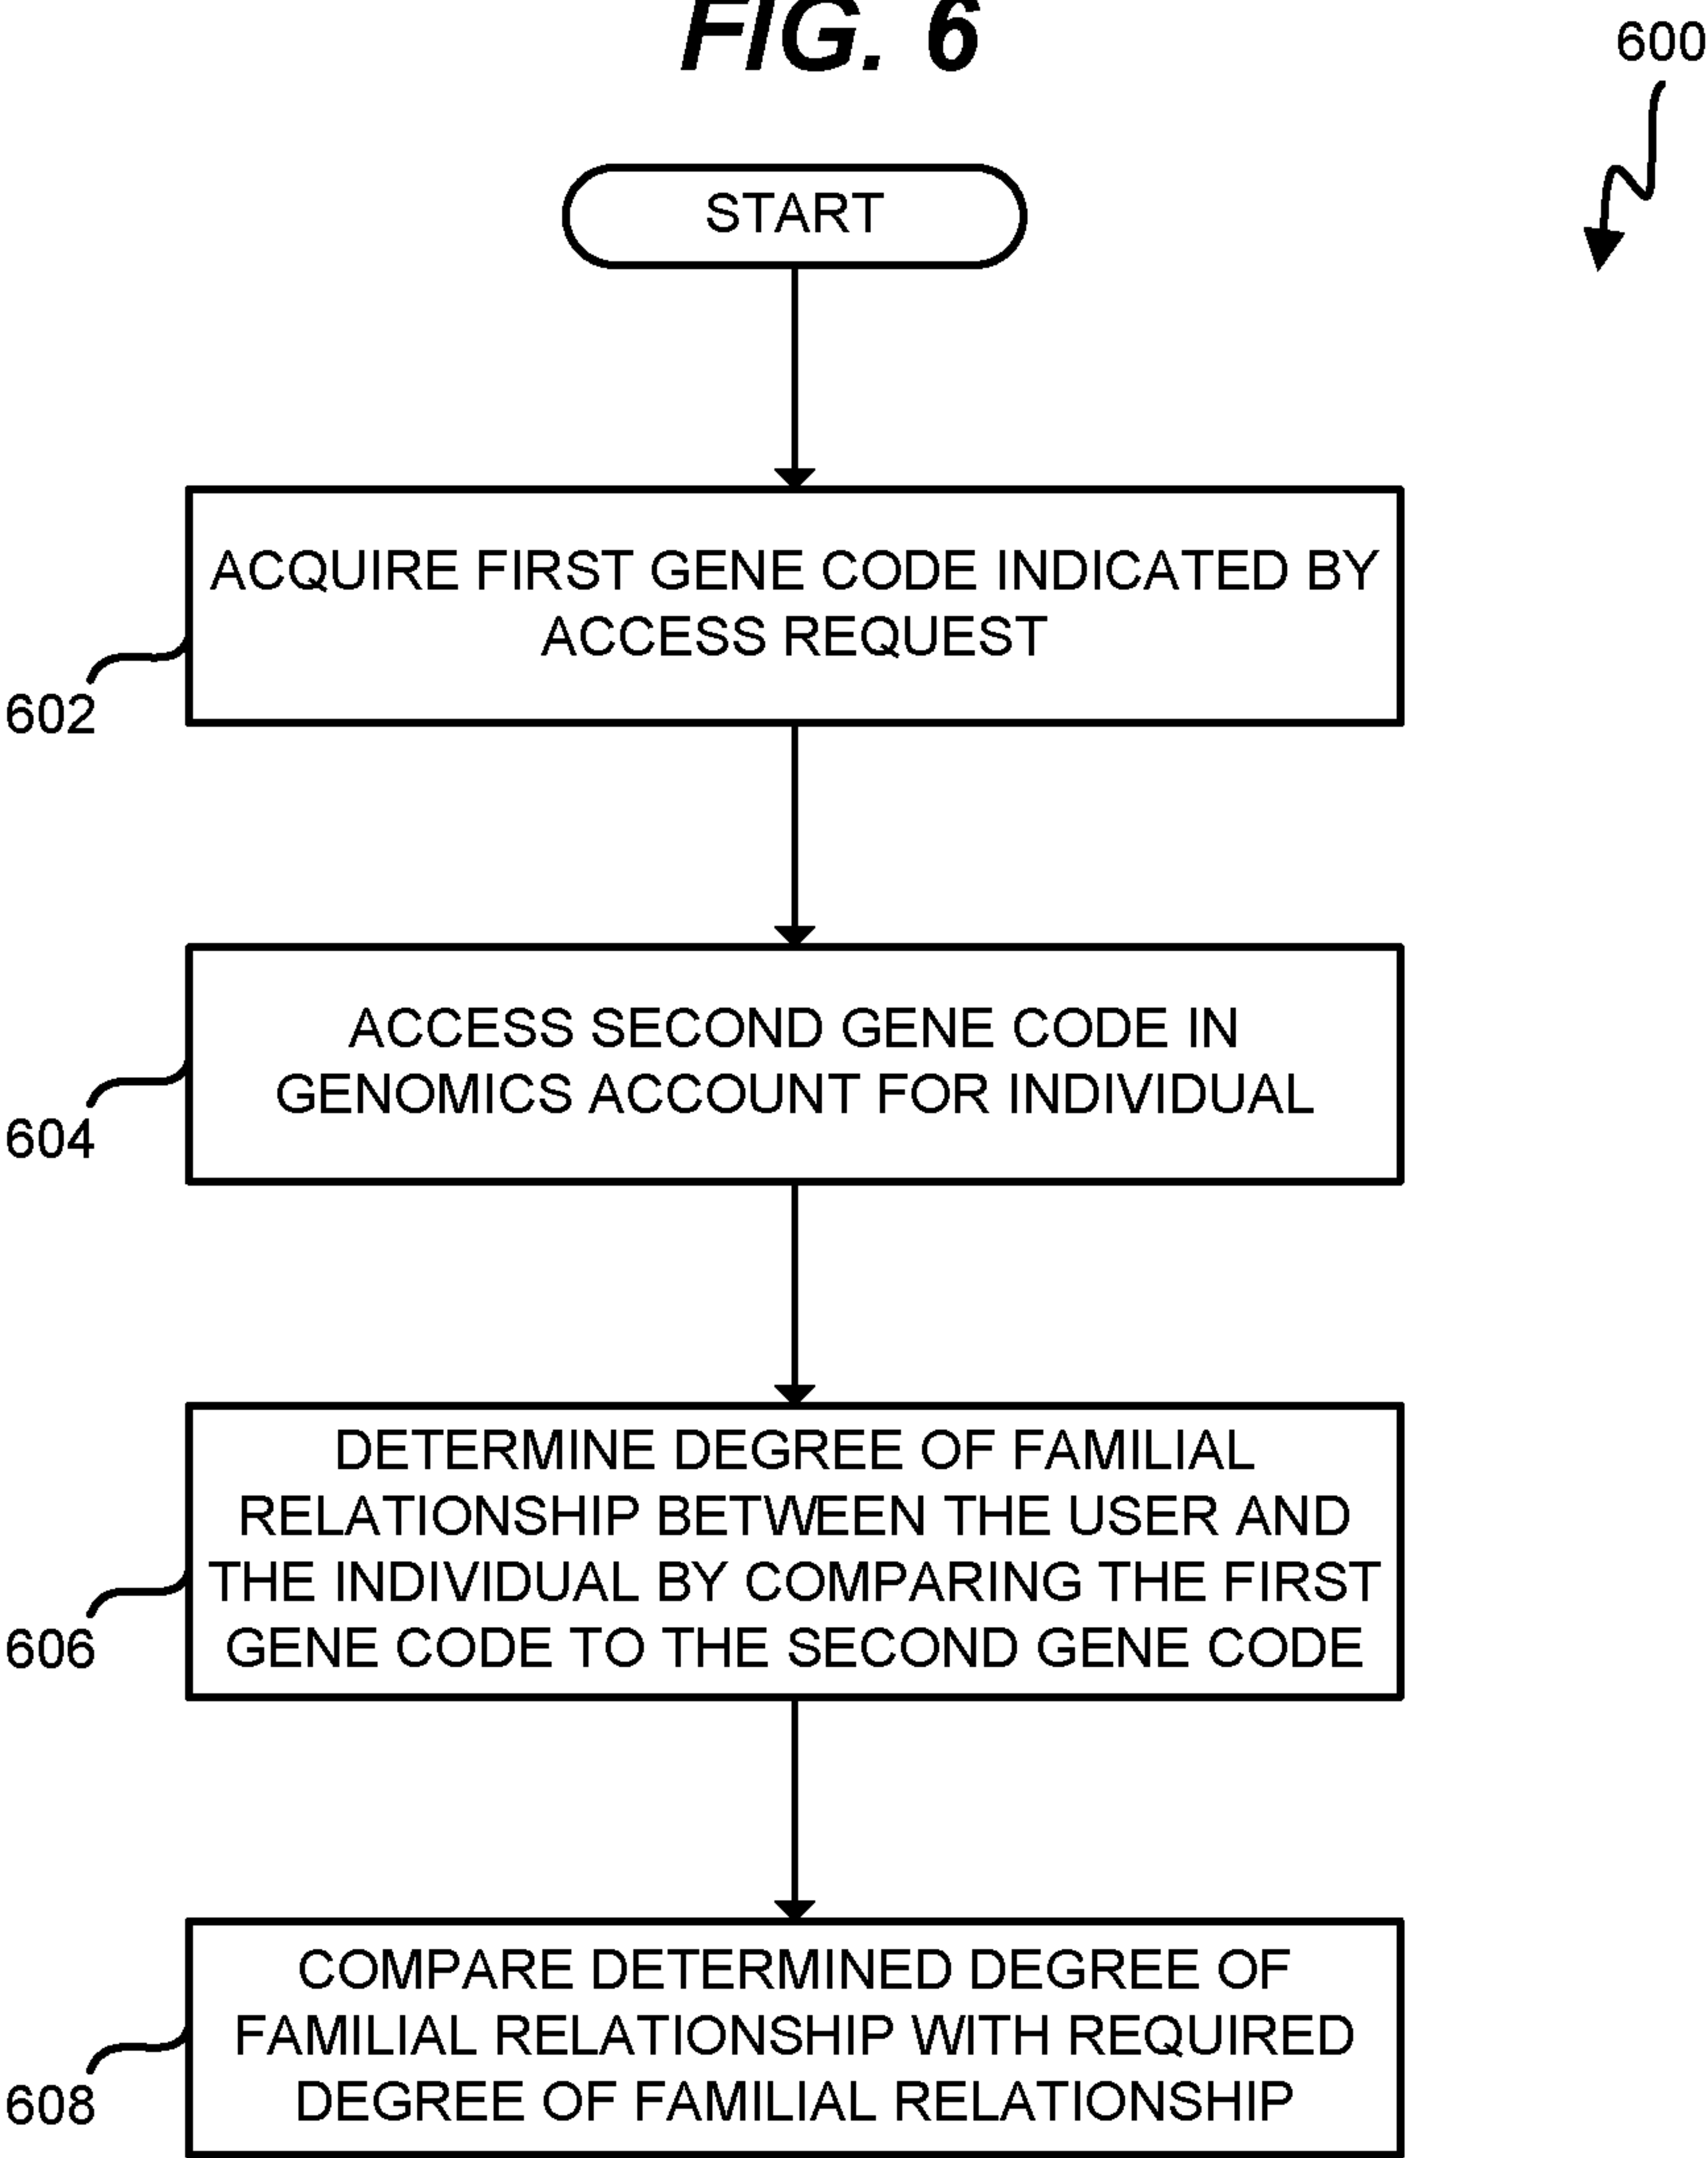 FIG. 6
600
START
ACQUIRE FIRST GENE CODE INDICATED BY
ACCESS REQUEST
602
ACCESS SECOND GENE CODE IN
GENOMICS ACCOUNT FOR INDIVIDUAL
604
DETERMINE DEGREE OF FAMILIAL
RELATIONSHIP BETWEEN THE USER AND
THE INDIVIDUAL BY COMPARING THE FIRST
GENE CODE TO THE SECOND GENE CODE
606
COMPARE DETERMINED DEGREE OF
FAMILIAL RELATIONSHIP WITH REQUIRED
DEGREE OF FAMILIAL RELATIONSHIP
608